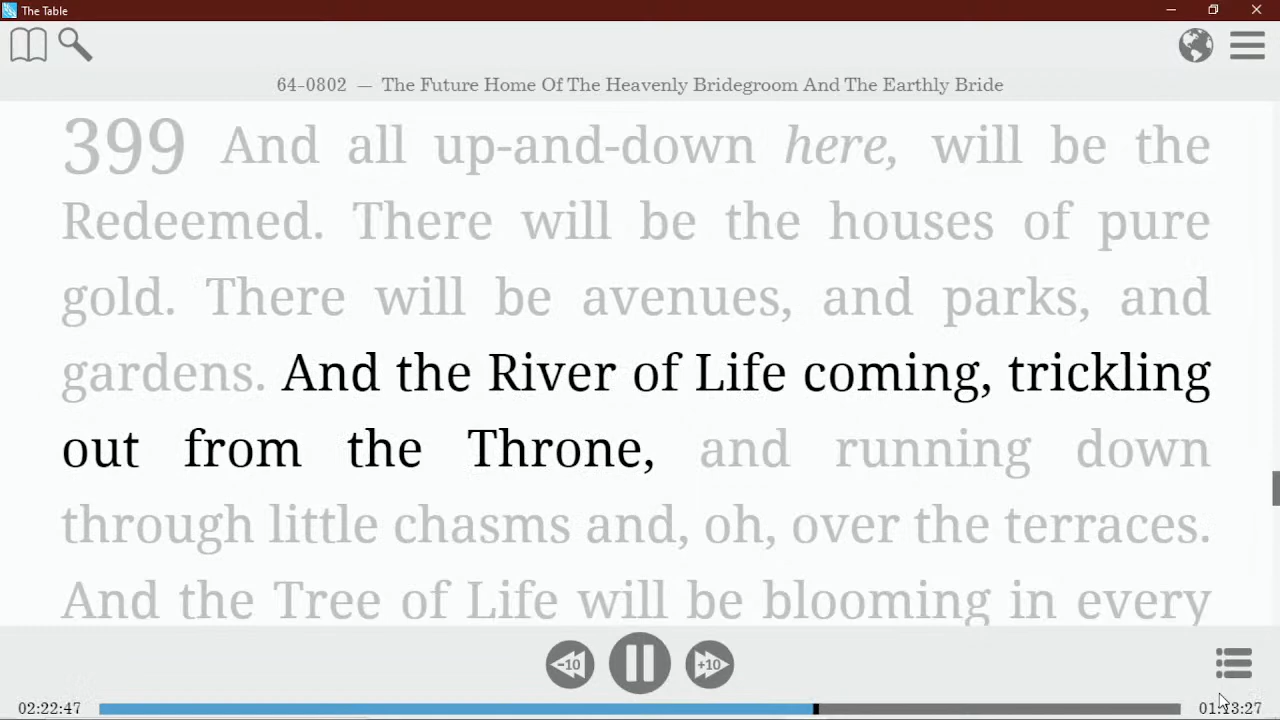 The Table
64-0802 — The Future Home Of The Heavenly Bridegroom And The Earthly Bride
399 And all up-and-down here, will be the
Redeemed. There will be the houses of pure
gold. There will be avenues, and parks, and
gardens. And the River of Life coming, trickling
out from the Throne, and running down
through little chasms and, oh, over the terraces.
And the Tree of Life will be blooming in every
-10
+10
02:22:47
01:13:27